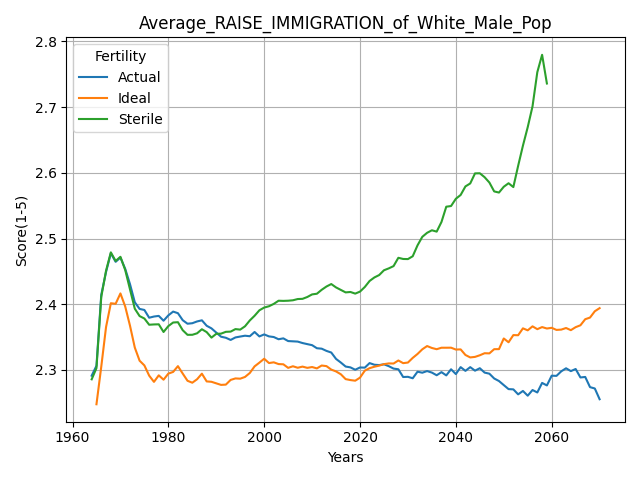 Average_RAISE_IMMIGRATION_of_White_Male_Pop
2.8
2.7
2.6
2.5
2.4
2.3
Score(1-5)
Fertility
Actual
Ideal
Sterile
1960 1980 2000 2020 2040 2060
Years